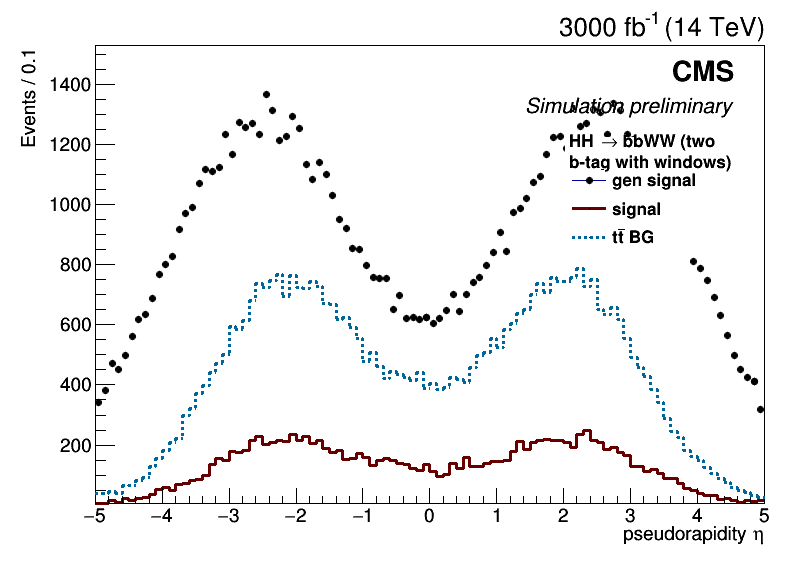 3000 fb⁻¹ (14 TeV)
CMS
Simulation preliminary
HH → b̄bWW (two
b-tag with windows)
gen signal
signal
tt̄ BG
Events / 0.1
1400
1200
1000
800
600
400
200
−5 −4 −3 −2 −1 0 1 2 3 4 5
pseudorapidity η